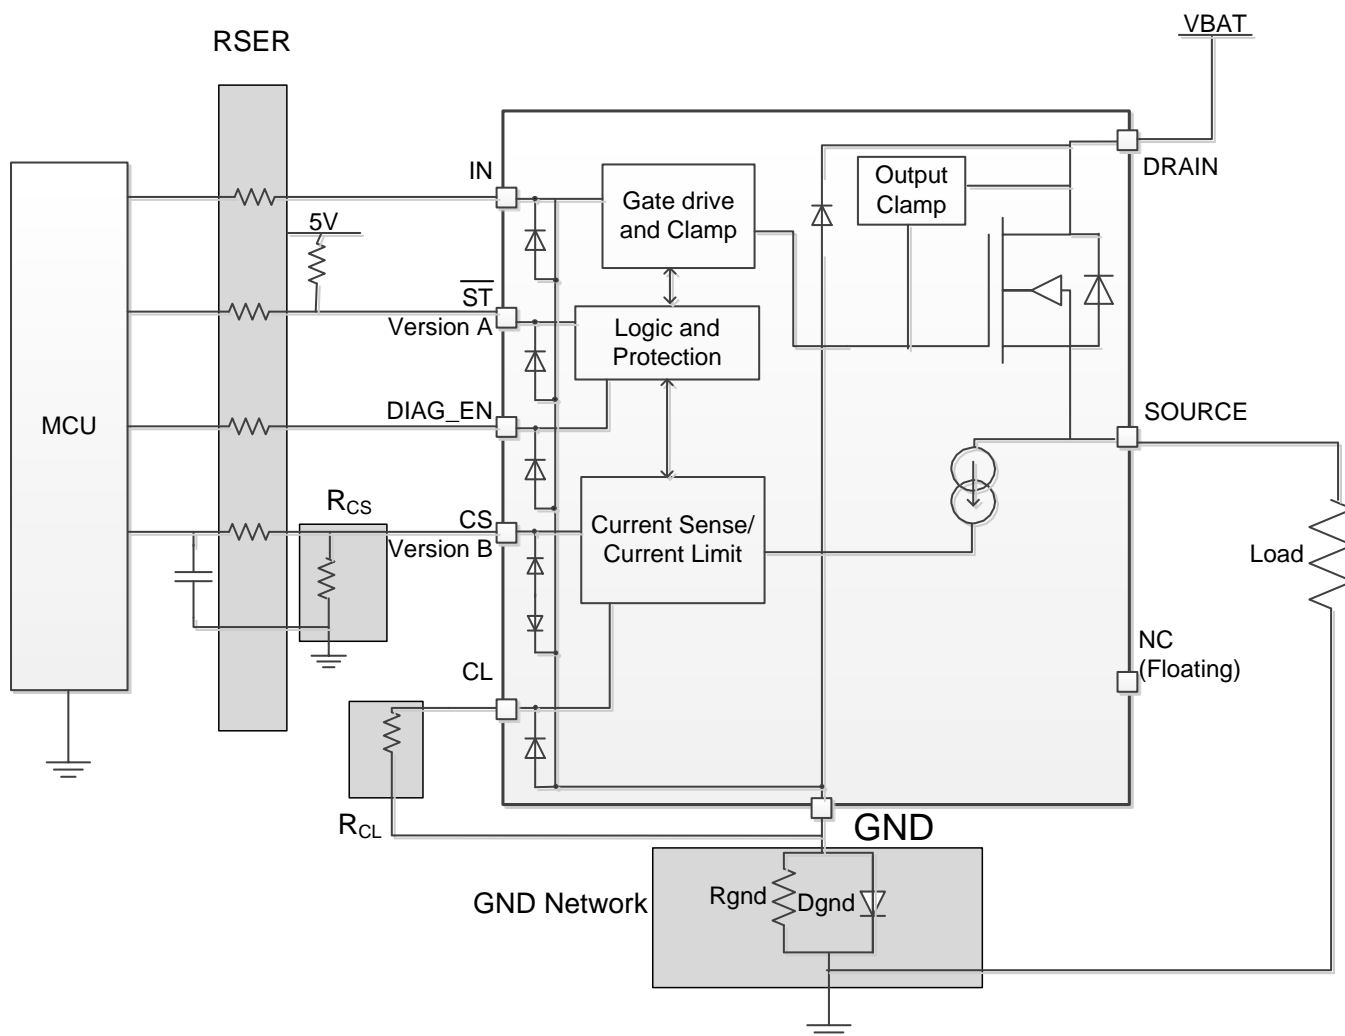 VBAT
RSER
IN
DRAIN
Gate drive
and Clamp
Output
Clamp
5V
ST
Version A
Logic and
Protection
MCU
DIAG_EN
SOURCE
RCS
CS
Version B
Current Sense/
Current Limit
Load
NC
(Floating)
CL
RCL
GND
GND Network
Rgnd
Dgnd